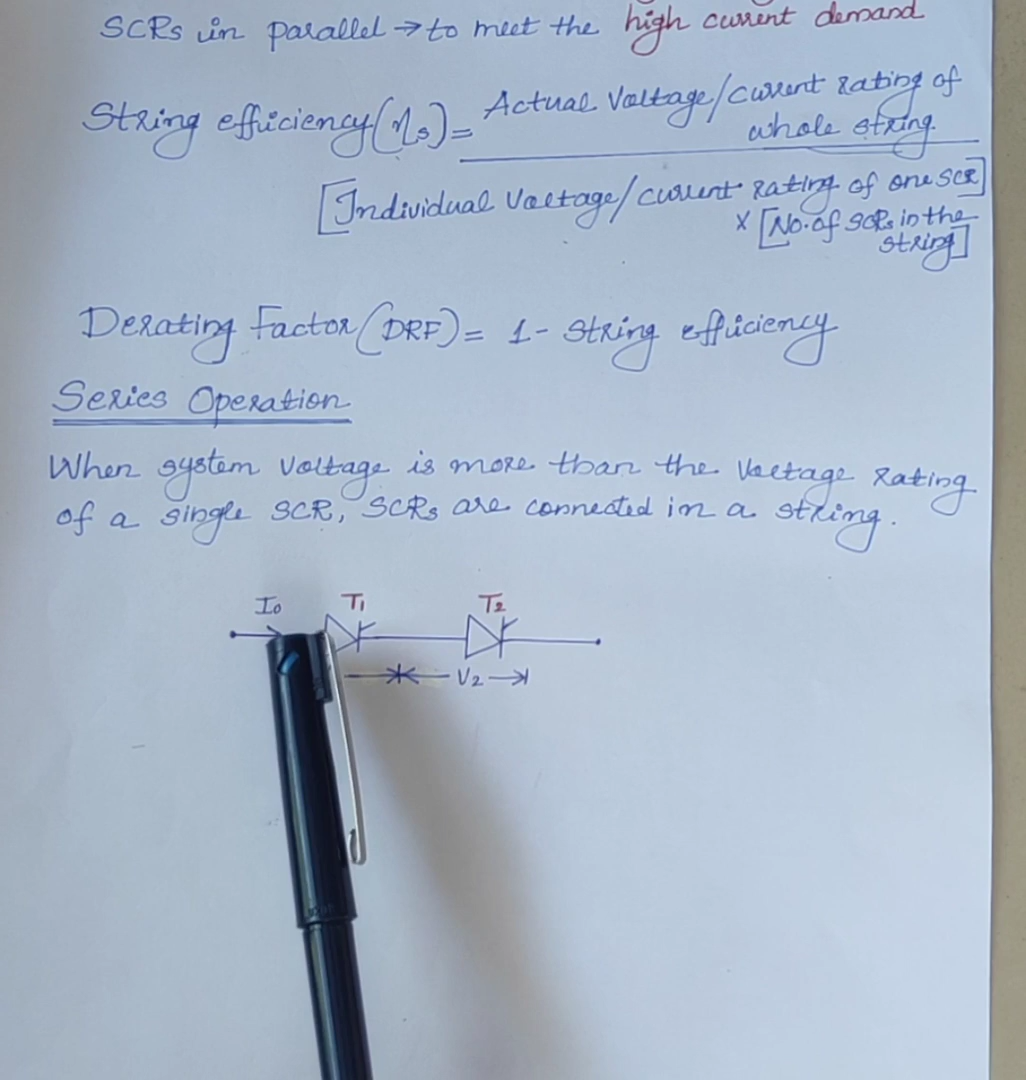 SCRs in parallel → to meet the high current demand
String efficiency (ηs) = Actual Voltage/current rating of
whole string.
[Individual Voltage/current rating of one SCR]
x [No. of SCRs in the
string]
Derating Factor (DRF) = 1 - string efficiency
Series Operation
When system Voltage is more than the Voltage Rating
of a single SCR, SCRs are connected in a string.
Io T1 T2
V2